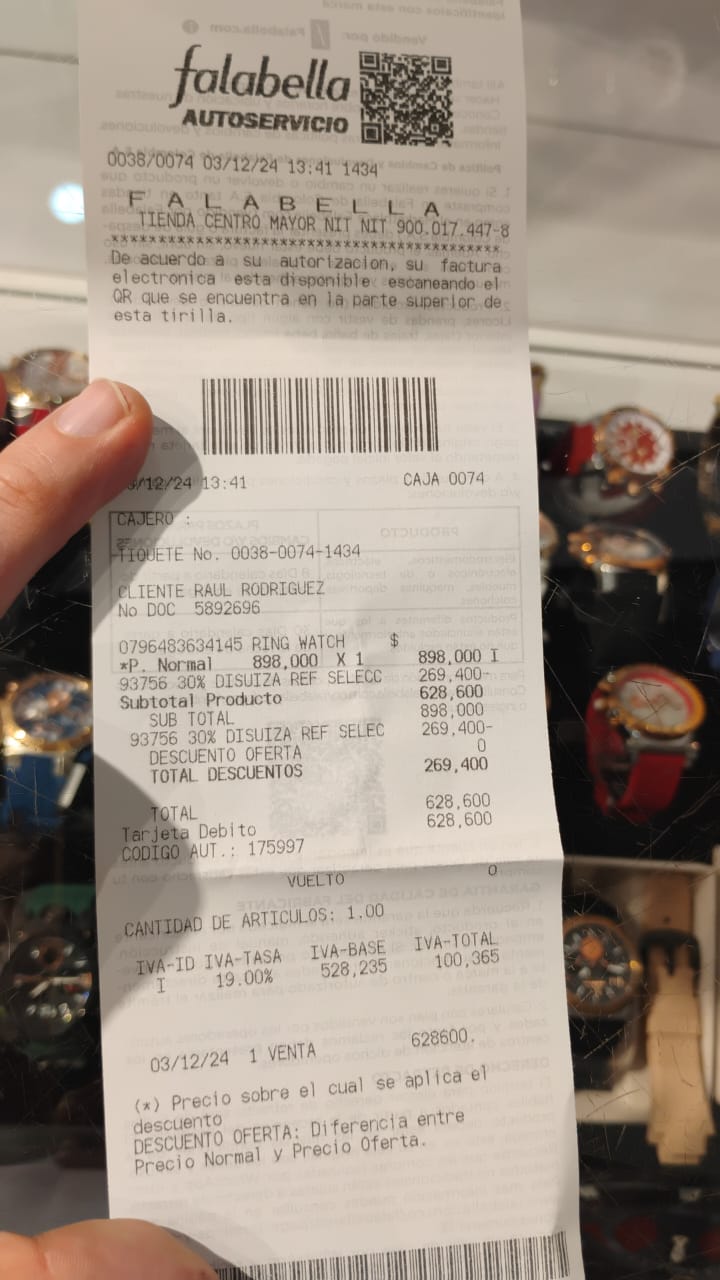 falabella
AUTOSERVICIO
0038/0074 03/12/24 13:41 1434
F A L A B E L L A
TIENDA CENTRO MAYOR NIT NIT 900.017.447-8
******************************************
De acuerdo a su autorizacion, su factura
electronica esta disponible escaneando el
QR que se encuentra en la parte superior de
esta tirilla.
/12/24 13:41 CAJA 0074
CAJERO :
TIQUETE No. 0038-0074-1434
CLIENTE RAUL RODRIGUEZ
No DOC 5892696
0796483634145 RING WATCH $
*P. Normal 898,000 X 1 898,000 I
93756 30% DISUIZA REF SELECC 269,400-
Subtotal Producto 628,600
SUB TOTAL 898,000
93756 30% DISUIZA REF SELEC 269,400-
DESCUENTO OFERTA 0
TOTAL DESCUENTOS 269,400
TOTAL 628,600
Tarjeta Debito 628,600
CODIGO AUT.: 175997
VUELTO 0
CANTIDAD DE ARTICULOS: 1.00
IVA-ID IVA-TASA IVA-BASE IVA-TOTAL
I 19.00% 528,235 100,365
03/12/24 1 VENTA 628600.
(*) Precio sobre el cual se aplica el
descuento
DESCUENTO OFERTA: Diferencia entre
Precio Normal y Precio Oferta.